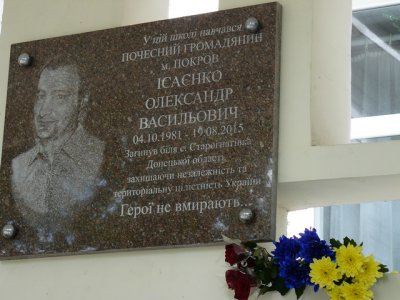 У цій школі навчався
ПОЧЕСНИЙ ГРОМАДЯНИН
м. ПОКРОВ
ІСАЄНКО
ОЛЕКСАНДР
ВАСИЛЬОВИЧ
04.10.1981 - 19.08.2015
Загинув біля с. Старогнатівка
Донецької області,
захищаючи незалежність та
територіальну цілісність України
Герої не вмирають...